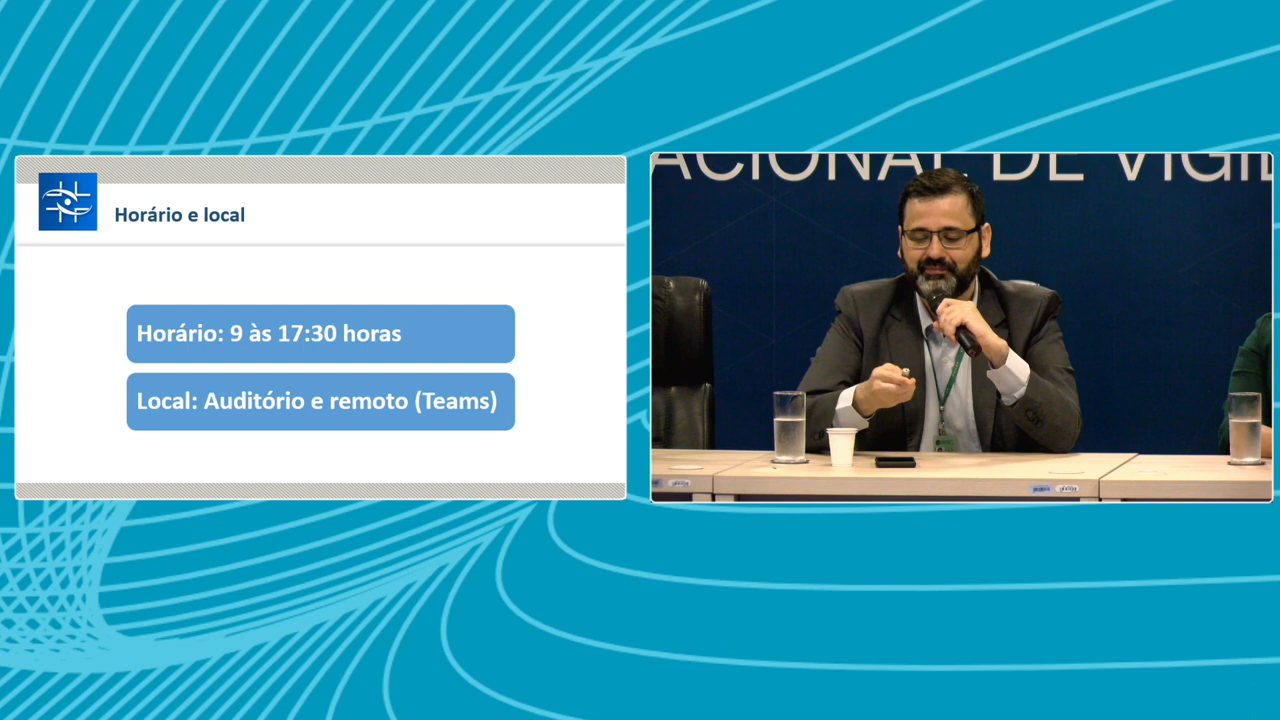 Horário e local
Horário: 9 às 17:30 horas
Local: Auditório e remoto (Teams)
ACIONAL DE VIGIL